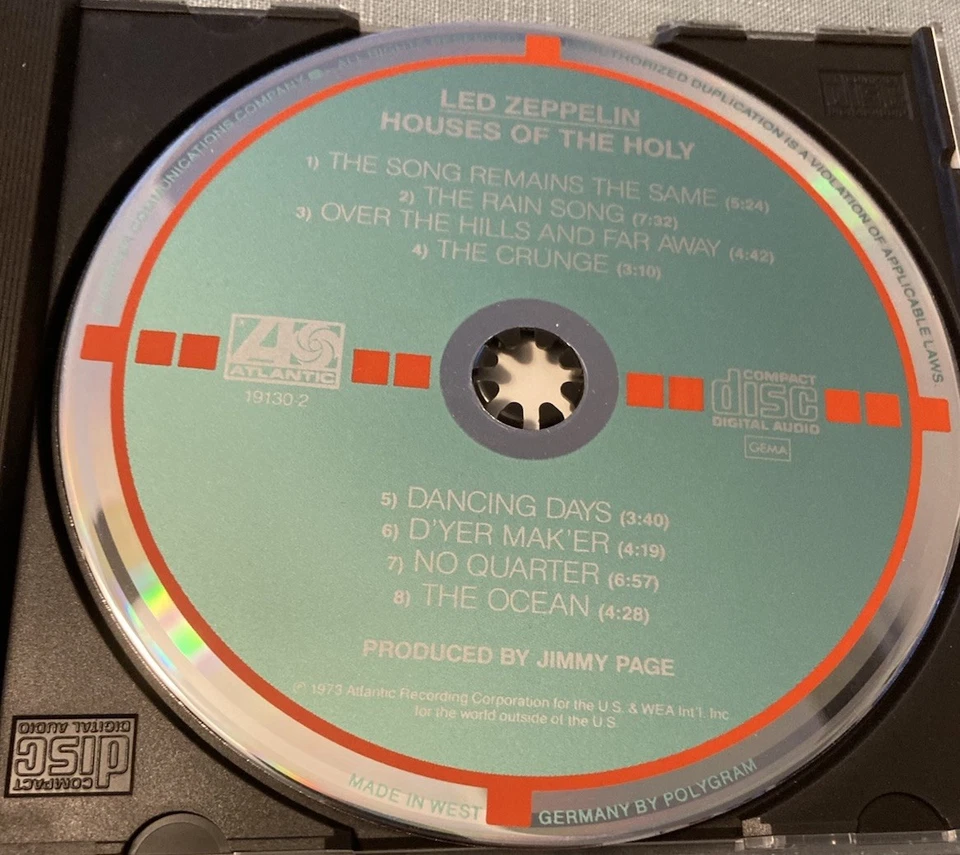 ALL RIGHTS RESERVED
UNAUTHORIZED DUPLICATION IS A VIOLATION OF APPLICABLE LAWS
COMMUNICATIONS COMPANY
LED ZEPPELIN
HOUSES OF THE HOLY
1) THE SONG REMAINS THE SAME (5:24)
2) THE RAIN SONG (7:32)
3) OVER THE HILLS AND FAR AWAY (4:42)
4) THE CRUNGE (3:10)
ATLANTIC
19130-2
COMPACT
disc
DIGITAL AUDIO
GEMA
5) DANCING DAYS (3:40)
6) D'YER MAK'ER (4:19)
7) NO QUARTER (6:57)
8) THE OCEAN (4:28)
PRODUCED BY JIMMY PAGE
℗ 1973 Atlantic Recording Corporation for the U.S. & WEA Int'l. Inc.
for the world outside of the U.S.
MADE IN WEST GERMANY BY POLYGRAM
COMPACT
disc
DIGITAL AUDIO